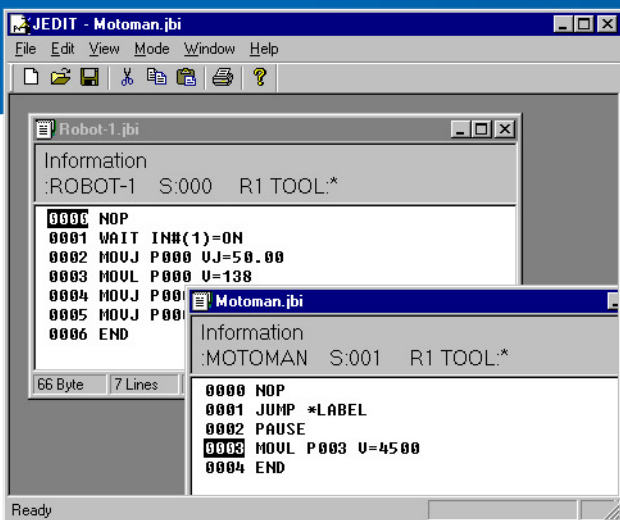 JEDIT - Motoman.jbi
File Edit View Mode Window Help
Robot-1.jbi
Information
:ROBOT-1 S:000 R1 TOOL:*
0000 NOP
0001 WAIT IN#(1)=ON
0002 MOVJ P000 VJ=50.00
0003 MOVL P000 V=138
0004 MOVJ
0005 MOVJ
0006 END
66 Byte 7 Lines
Motoman.jbi
Information
:MOTOMAN S:001 R1 TOOL:*
0000 NOP
0001 JUMP *LABEL
0002 PAUSE
0003 MOVL P003 V=4500
0004 END
Ready